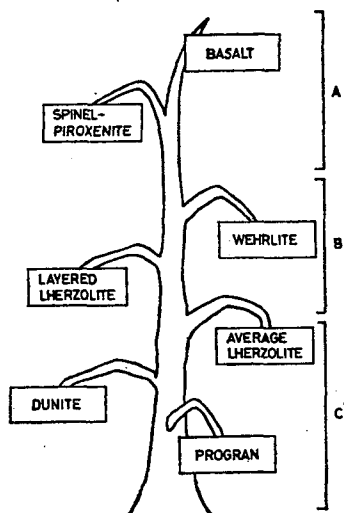 BASALT
A
SPINEL-
PIROXENITE
WEHRLITE
B
LAYERED
LHERZOLITE
AVERAGE
LHERZOLITE
DUNITE
C
PROGRAN